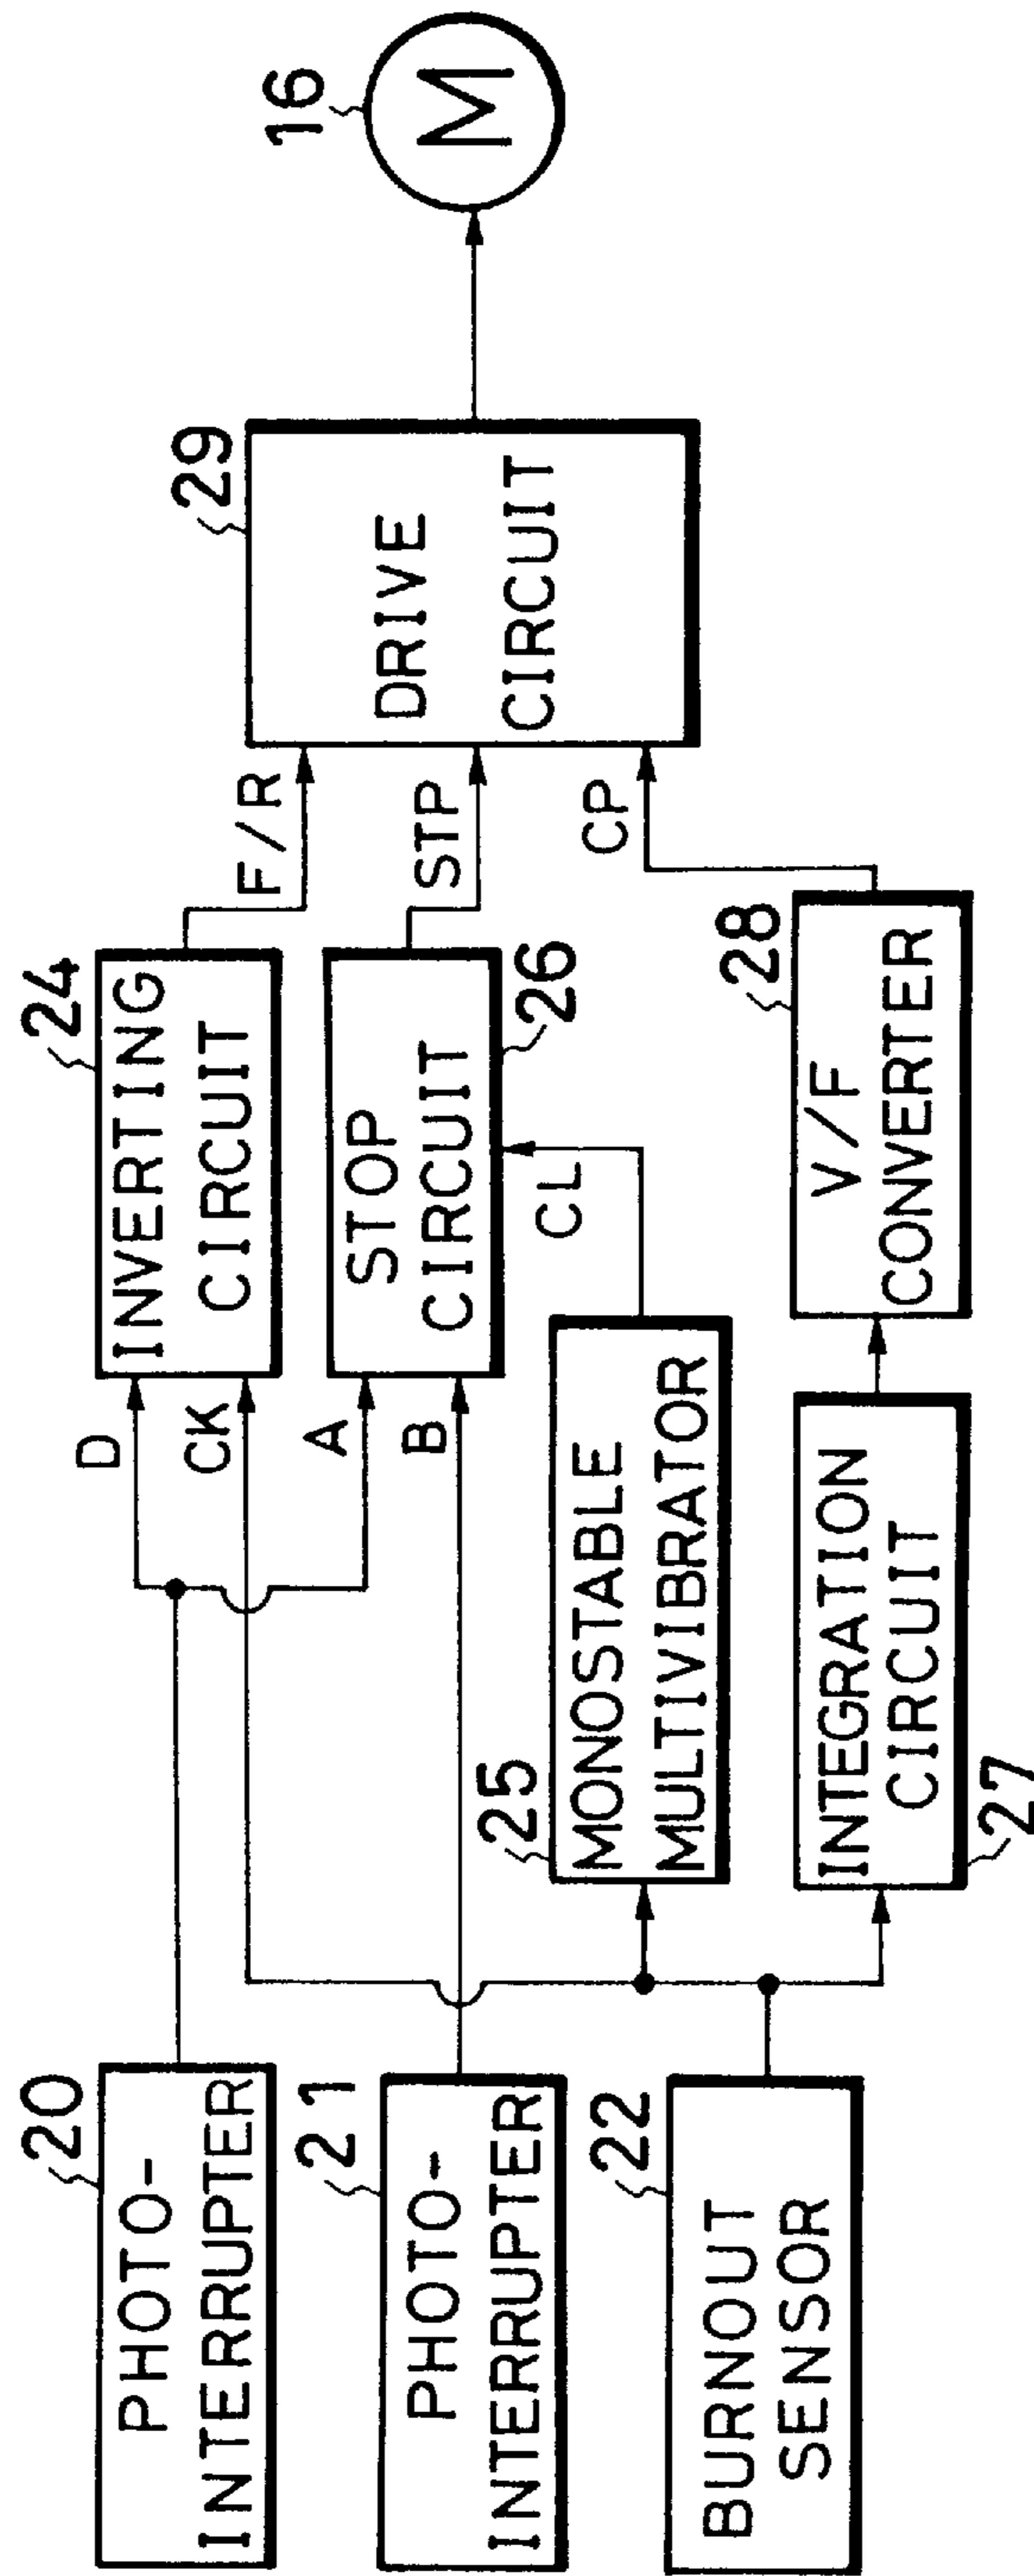 20
PHOTO-
INTERRUPTER
21
PHOTO-
INTERRUPTER
22
BURNOUT
SENSOR
D
CK
24
INVERTING
CIRCUIT
F/R
A
B
STOP
CIRCUIT
26
STP
CL
25
MONOSTABLE
MULTIVIBRATOR
INTEGRATION
CIRCUIT
27
28
V/F
CONVERTER
CP
29
DRIVE
CIRCUIT
16
M